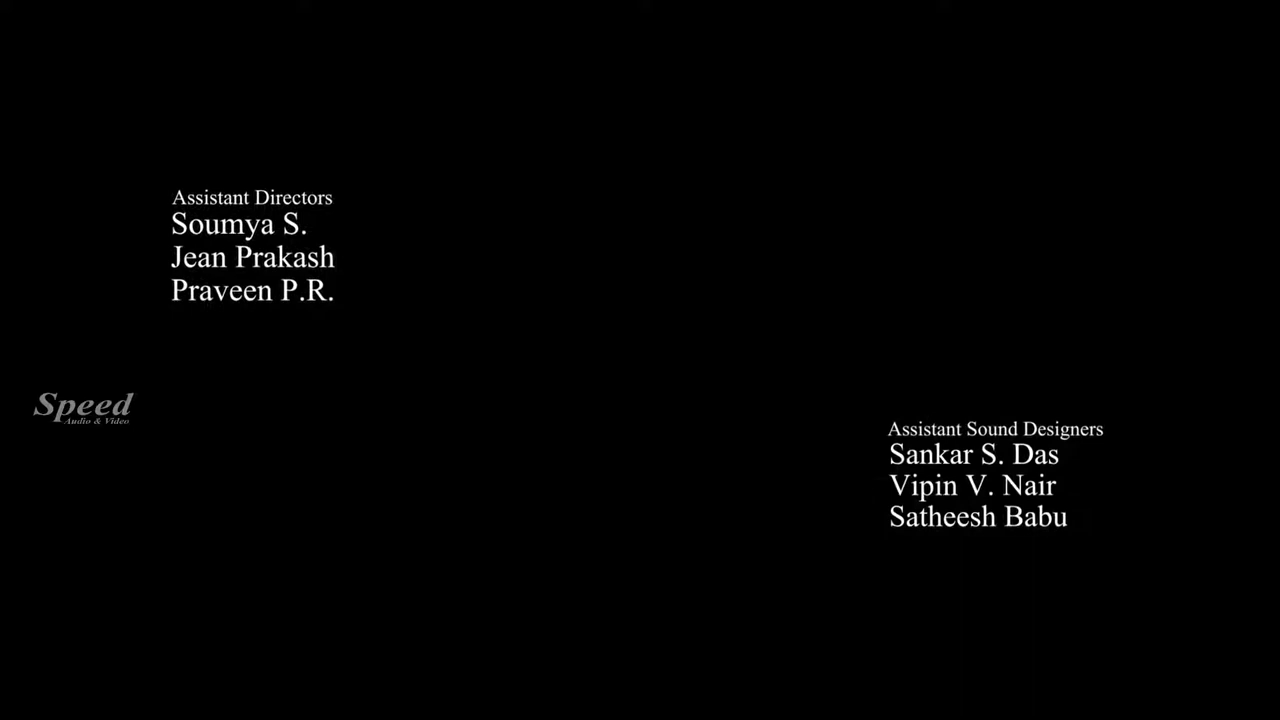 Assistant Directors
Soumya S.
Jean Prakash
Praveen P.R.
Speed
Audio & Video
Assistant Sound Designers
Sankar S. Das
Vipin V. Nair
Satheesh Babu